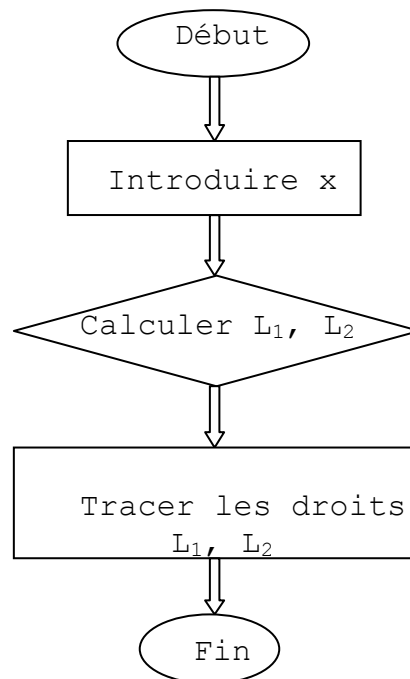 Début
Introduire x
Calculer L₁, L₂
Tracer les droits
L₁, L₂
Fin